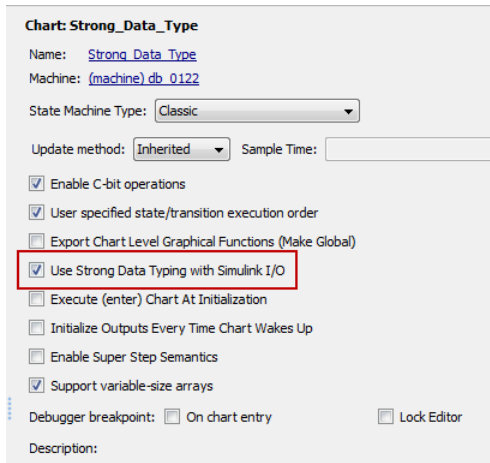 Chart: Strong_Data_Type
Name: Strong_Data_Type
Machine: (machine) db_0122
State Machine Type: Classic
Update method: Inherited Sample Time:
Enable C-bit operations
User specified state/transition execution order
Export Chart Level Graphical Functions (Make Global)
Use Strong Data Typing with Simulink I/O
Execute (enter) Chart At Initialization
Initialize Outputs Every Time Chart Wakes Up
Enable Super Step Semantics
Support variable-size arrays
Debugger breakpoint: On chart entry Lock Editor
Description: